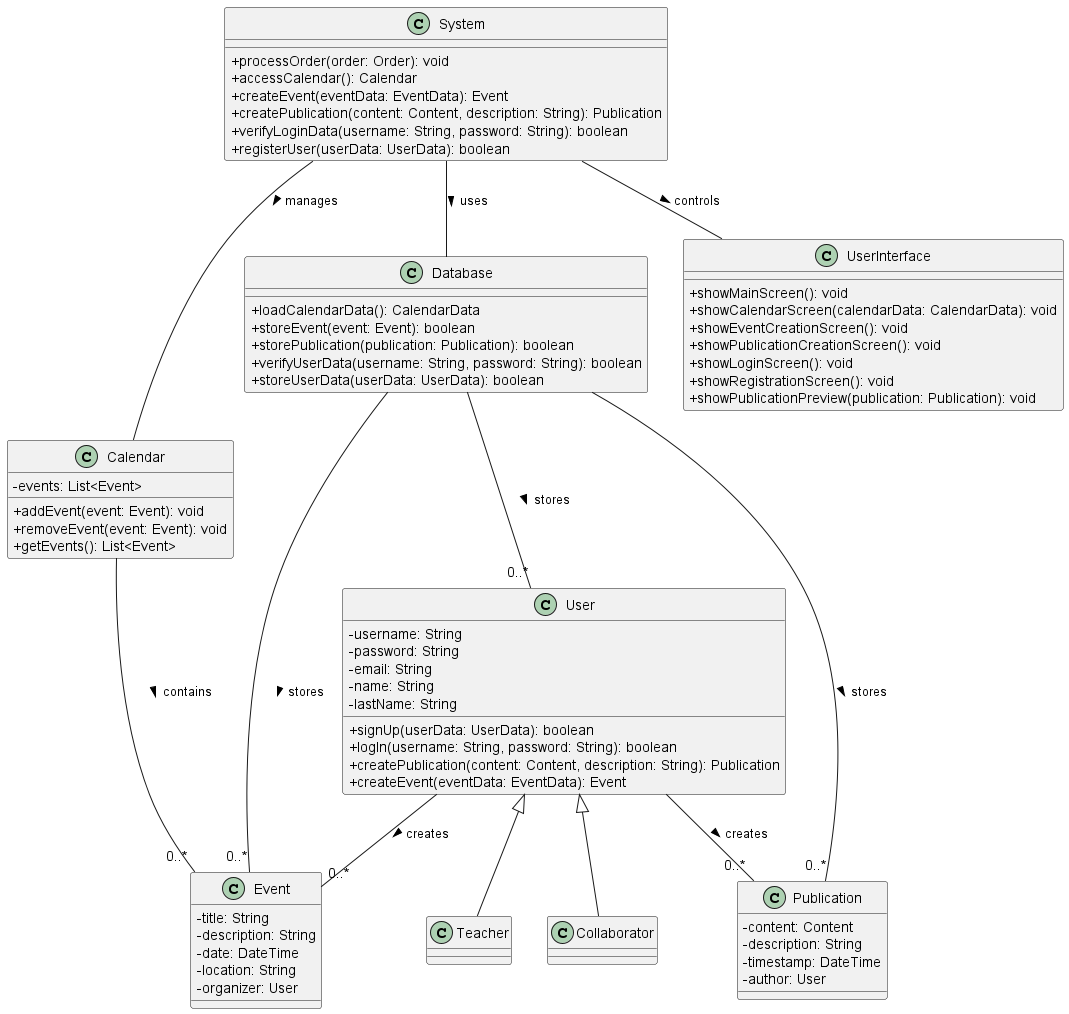 C System
+processOrder(order: Order): void
+accessCalendar(): Calendar
+createEvent(eventData: EventData): Event
+createPublication(content: Content, description: String): Publication
+verifyLoginData(username: String, password: String): boolean
+registerUser(userData: UserData): boolean
manages
uses
controls
C UserInterface
+showMainScreen(): void
+showCalendarScreen(calendarData: CalendarData): void
+showEventCreationScreen(): void
+showPublicationCreationScreen(): void
+showLoginScreen(): void
+showRegistrationScreen(): void
+showPublicationPreview(publication: Publication): void
C Database
+loadCalendarData(): CalendarData
+storeEvent(event: Event): boolean
+storePublication(publication: Publication): boolean
+verifyUserData(username: String, password: String): boolean
+storeUserData(userData: UserData): boolean
C Calendar
-events: List<Event>
+addEvent(event: Event): void
+removeEvent(event: Event): void
+getEvents(): List<Event>
stores
0..*
C User
-username: String
-password: String
-email: String
-name: String
-lastName: String
+signUp(userData: UserData): boolean
+logIn(username: String, password: String): boolean
+createPublication(content: Content, description: String): Publication
+createEvent(eventData: EventData): Event
contains
stores
stores
creates
creates
0..*
0..*
0..*
0..*
0..*
C Event
-title: String
-description: String
-date: DateTime
-location: String
-organizer: User
C Teacher
C Collaborator
C Publication
-content: Content
-description: String
-timestamp: DateTime
-author: User